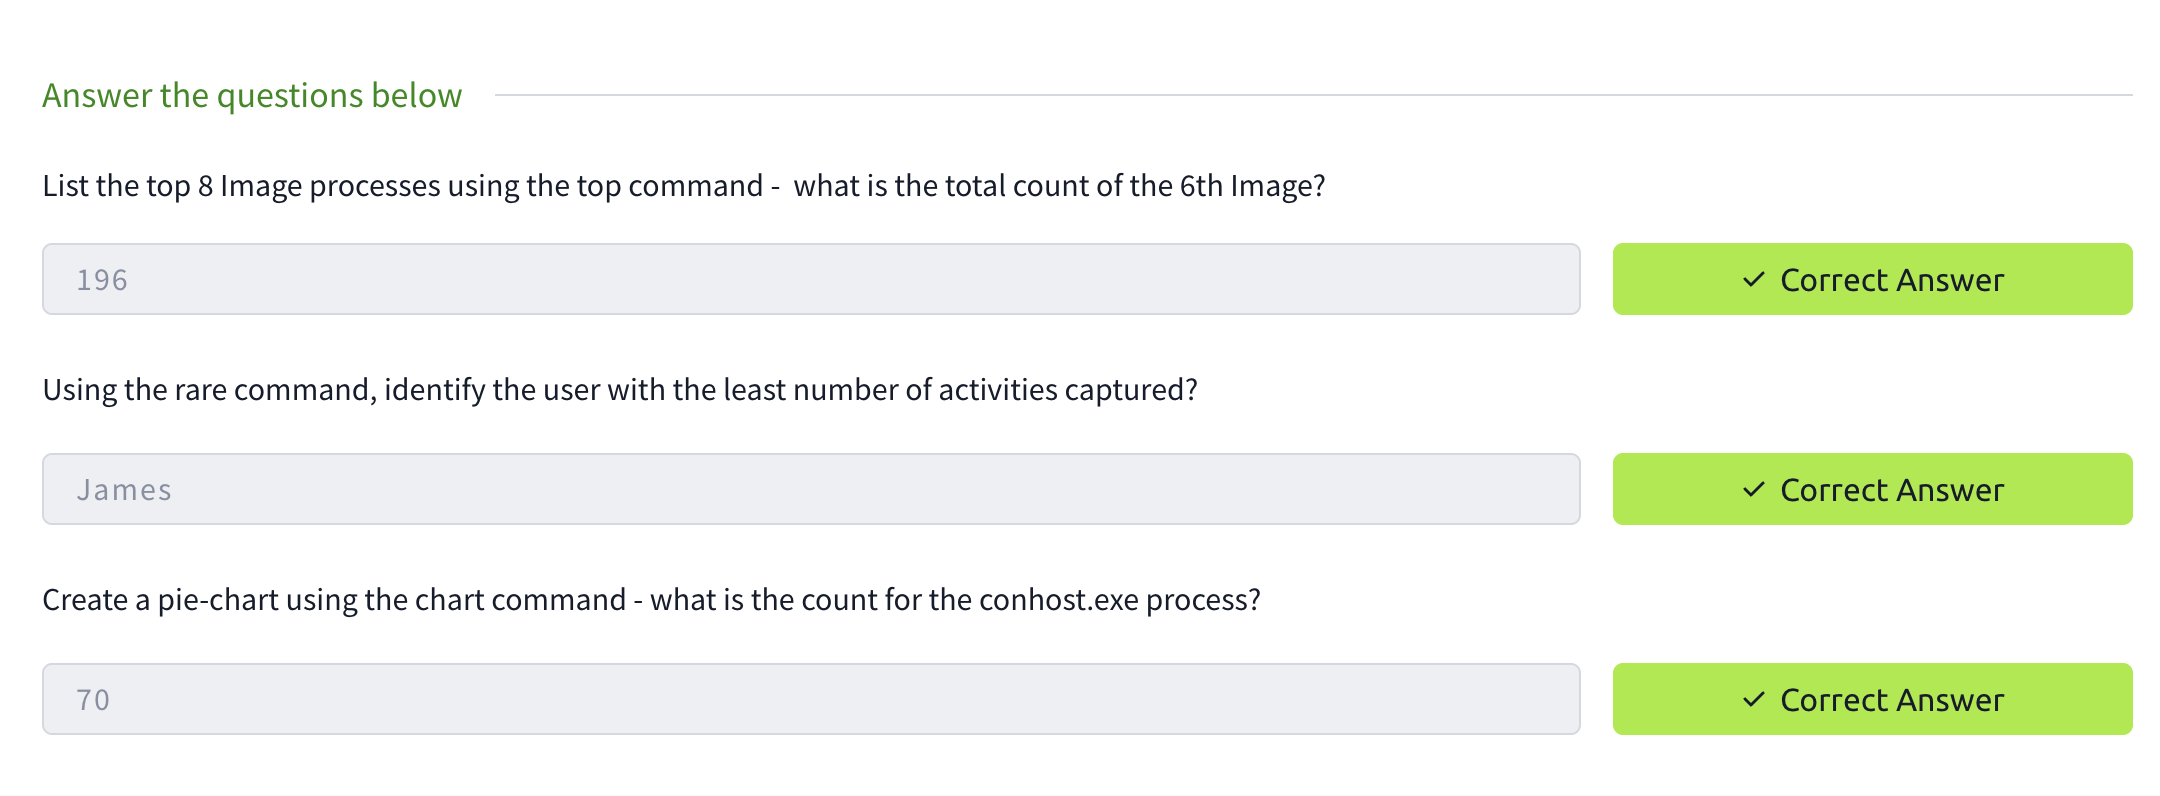 Answer the questions below
List the top 8 Image processes using the top command -  what is the total count of the 6th Image?
196
✓ Correct Answer
Using the rare command, identify the user with the least number of activities captured?
James
✓ Correct Answer
Create a pie-chart using the chart command - what is the count for the conhost.exe process?
70
✓ Correct Answer